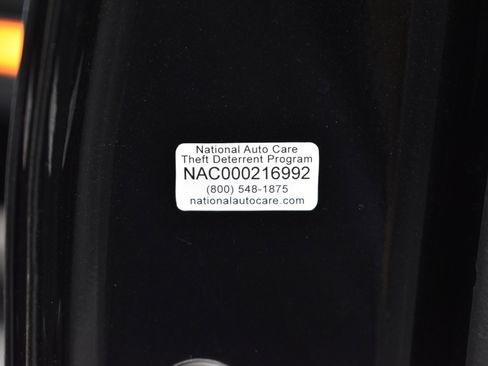 National Auto Care
Theft Deterrent Program
NAC000216992
(800) 548-1875
nationalautocare.com